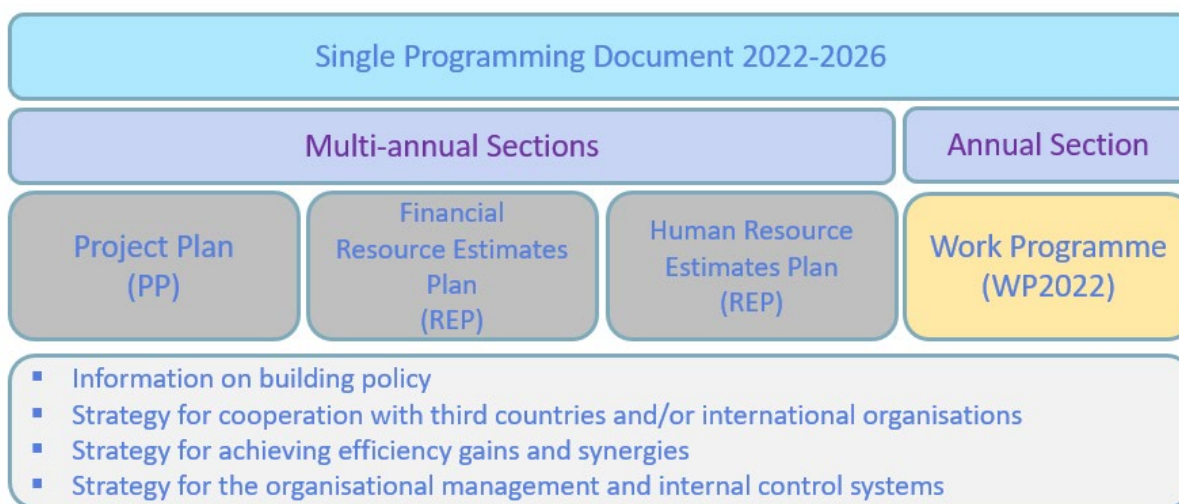 Single Programming Document 2022-2026
Multi-annual Sections
Annual Section
Project Plan
(PP)
Financial
Resource Estimates
Plan
(REP)
Human Resource
Estimates Plan
(REP)
Work Programme
(WP2022)
▪ Information on building policy
▪ Strategy for cooperation with third countries and/or international organisations
▪ Strategy for achieving efficiency gains and synergies
▪ Strategy for the organisational management and internal control systems